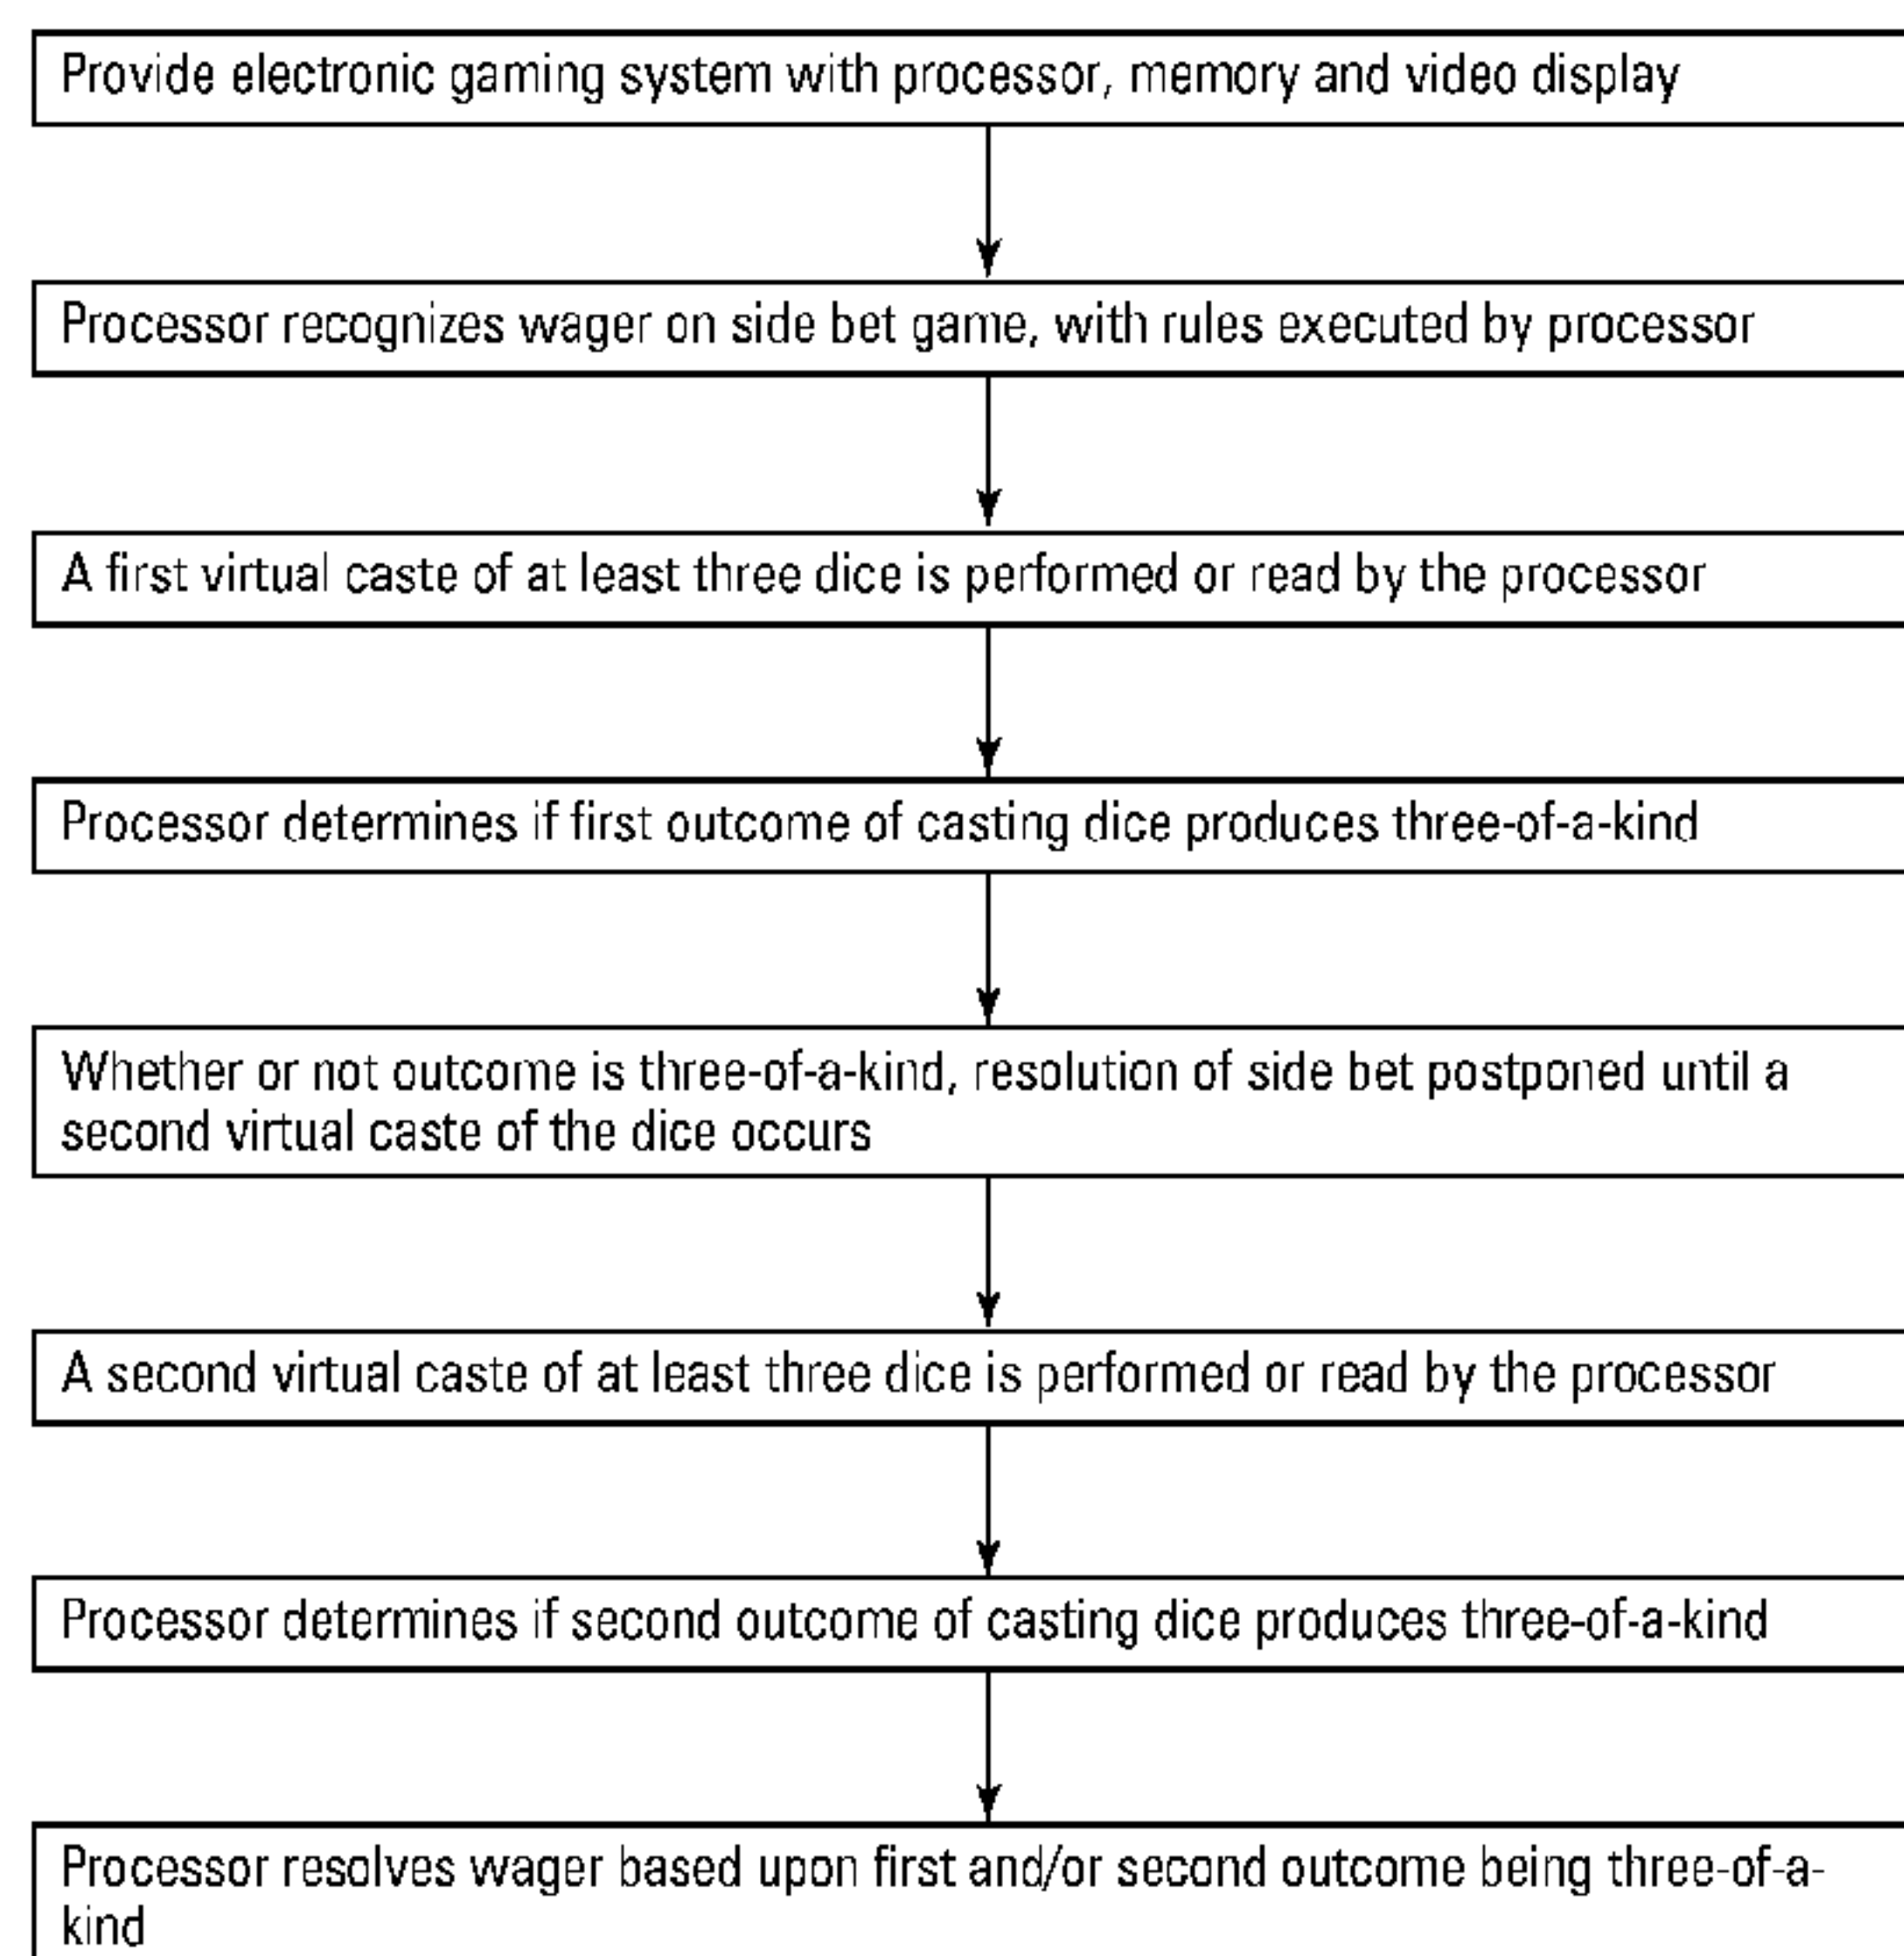 Provide electronic gaming system with processor, memory and video display
Processor recognizes wager on side bet game, with rules executed by processor
A first virtual caste of at least three dice is performed or read by the processor
Processor determines if first outcome of casting dice produces three-of-a-kind
Whether or not outcome is three-of-a-kind, resolution of side bet postponed until a
second virtual caste of the dice occurs
A second virtual caste of at least three dice is performed or read by the processor
Processor determines if second outcome of casting dice produces three-of-a-kind
Processor resolves wager based upon first and/or second outcome being three-of-a-
kind